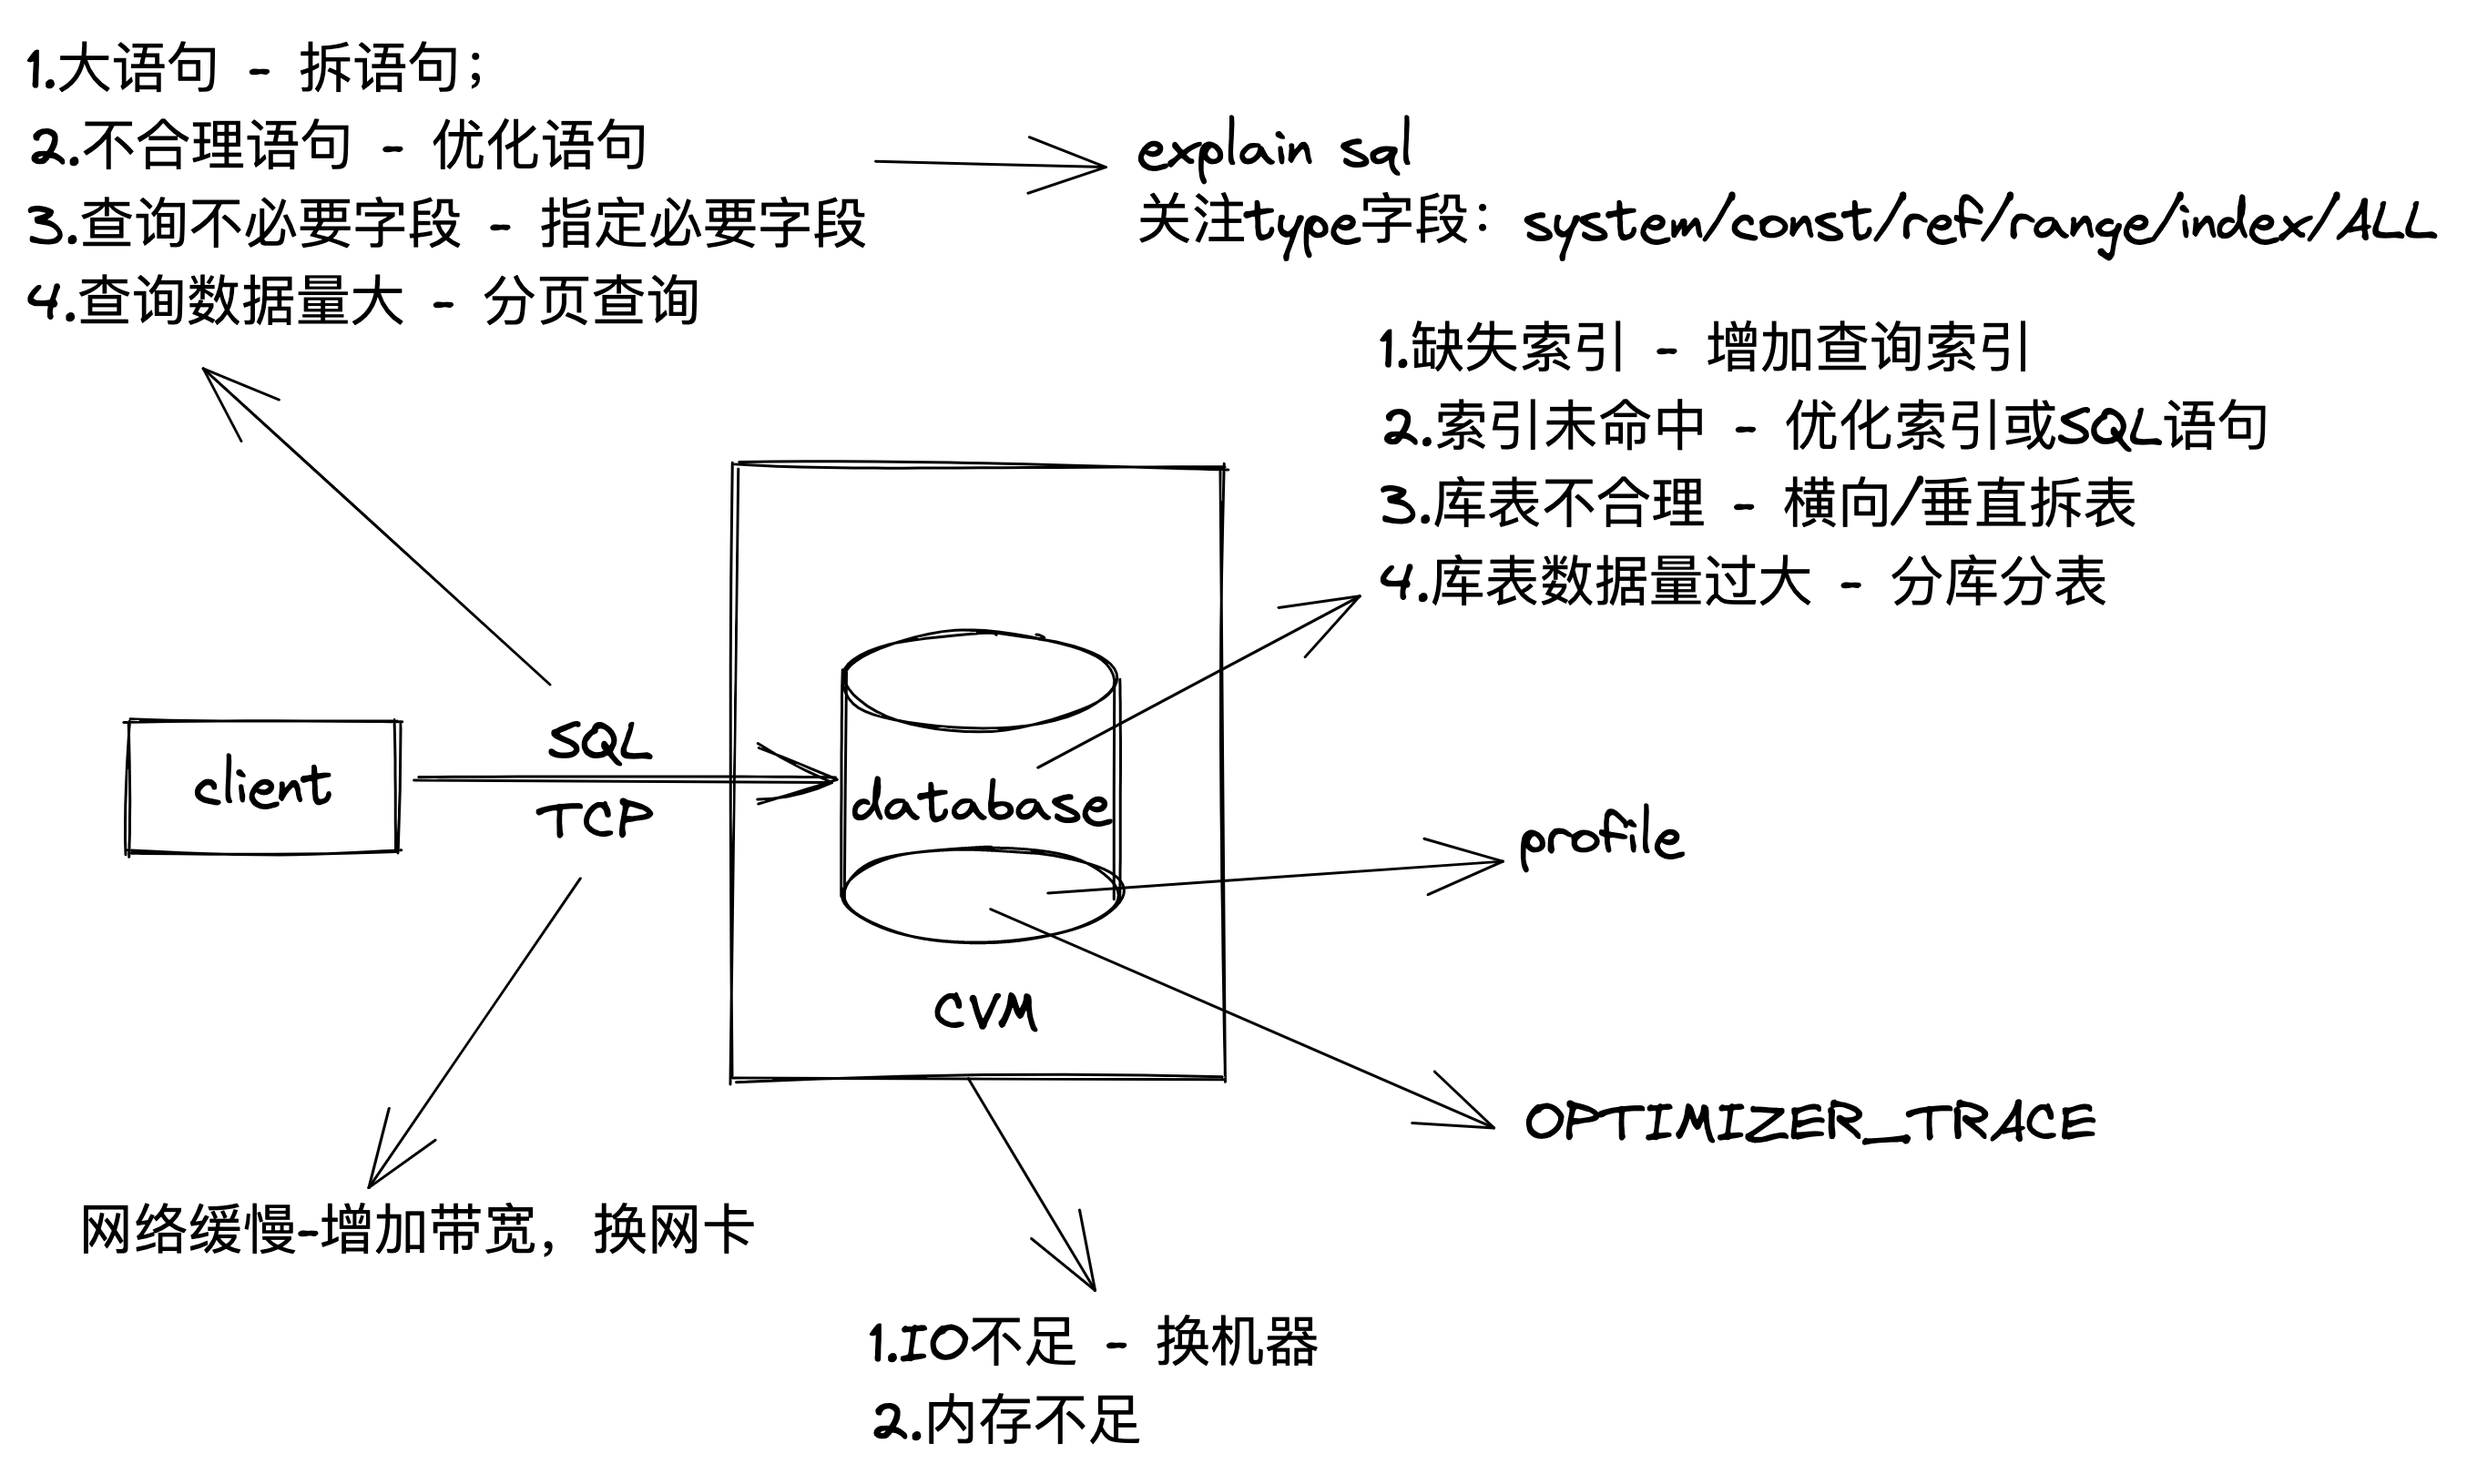 1.大语句 - 拆语句；
2.不合理语句 - 优化语句
3.查询不必要字段 - 指定必要字段
4.查询数据量大 - 分页查询
explain sql
关注type字段：system/const/ref/range/index/ALL
1.缺失索引 - 增加查询索引
2.索引未命中 - 优化索引或SQL语句
3.库表不合理 - 横向/垂直拆表
4.库表数据量过大 - 分库分表
client
SQL
TCP
database
CVM
profile
OPTIMIZER_TRACE
网络缓慢-增加带宽，换网卡
1.IO不足 - 换机器
2.内存不足